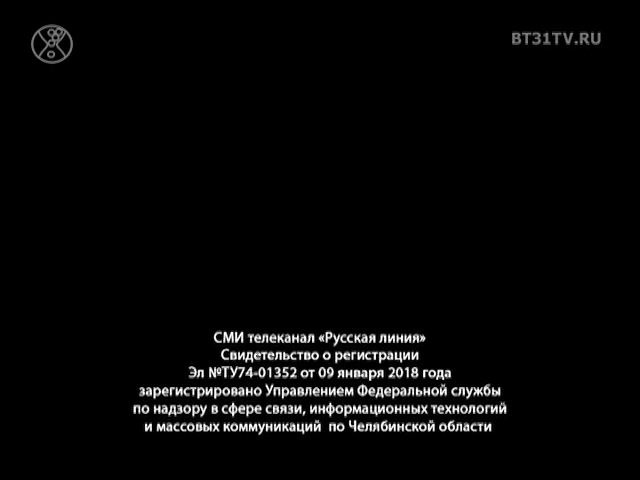 BT31TV.RU
СМИ телеканал «Русская линия»
Свидетельство о регистрации
Эл №ТУ74-01352 от 09 января 2018 года
зарегистрировано Управлением Федеральной службы
по надзору в сфере связи, информационных технологий
и массовых коммуникаций по Челябинской области